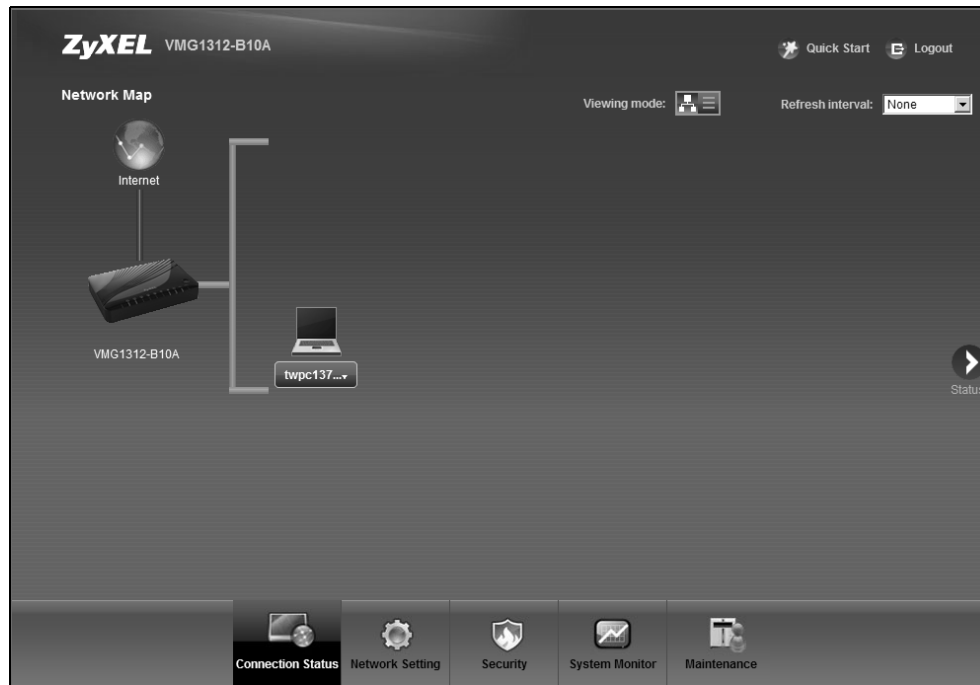 ZyXEL VMG1312-B10A
Quick Start
Logout
Network Map
Viewing mode:
Refresh interval:
None
Internet
VMG1312-B10A
twpc137...
Status
Connection Status
Network Setting
Security
System Monitor
Maintenance